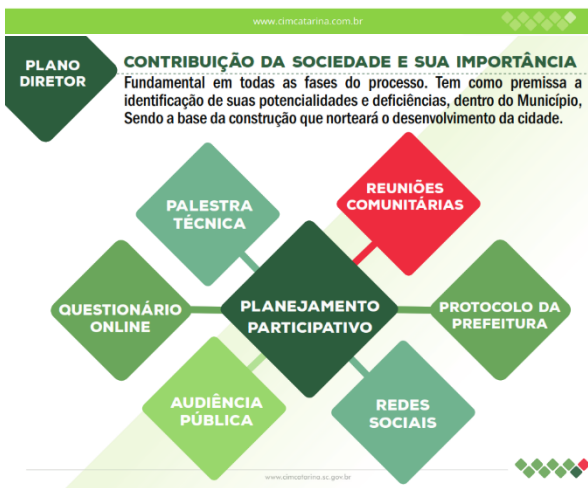 www.cimcatarina.com.br
PLANO
DIRETOR
CONTRIBUIÇÃO DA SOCIEDADE E SUA IMPORTÂNCIA
Fundamental em todas as fases do processo. Tem como premissa a
identificação de suas potencialidades e deficiências, dentro do Município,
Sendo a base da construção que norteará o desenvolvimento da cidade.
PALESTRA
TÉCNICA
REUNIÕES
COMUNITÁRIAS
QUESTIONÁRIO
ONLINE
PLANEJAMENTO
PARTICIPATIVO
PROTOCOLO DA
PREFEITURA
AUDIÊNCIA
PÚBLICA
REDES
SOCIAIS
www.cimcatarina.sc.gov.br